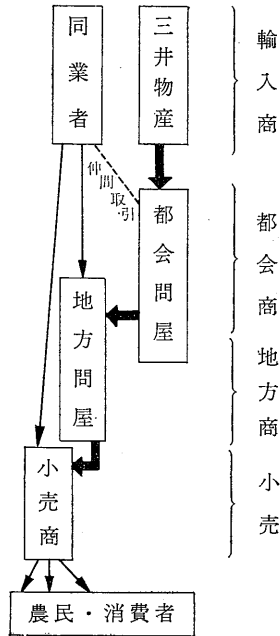 輸入商
都会商
地方商
小売
三井物産
同業者
仲間取引
都会問屋
地方問屋
小売商
農民・消費者